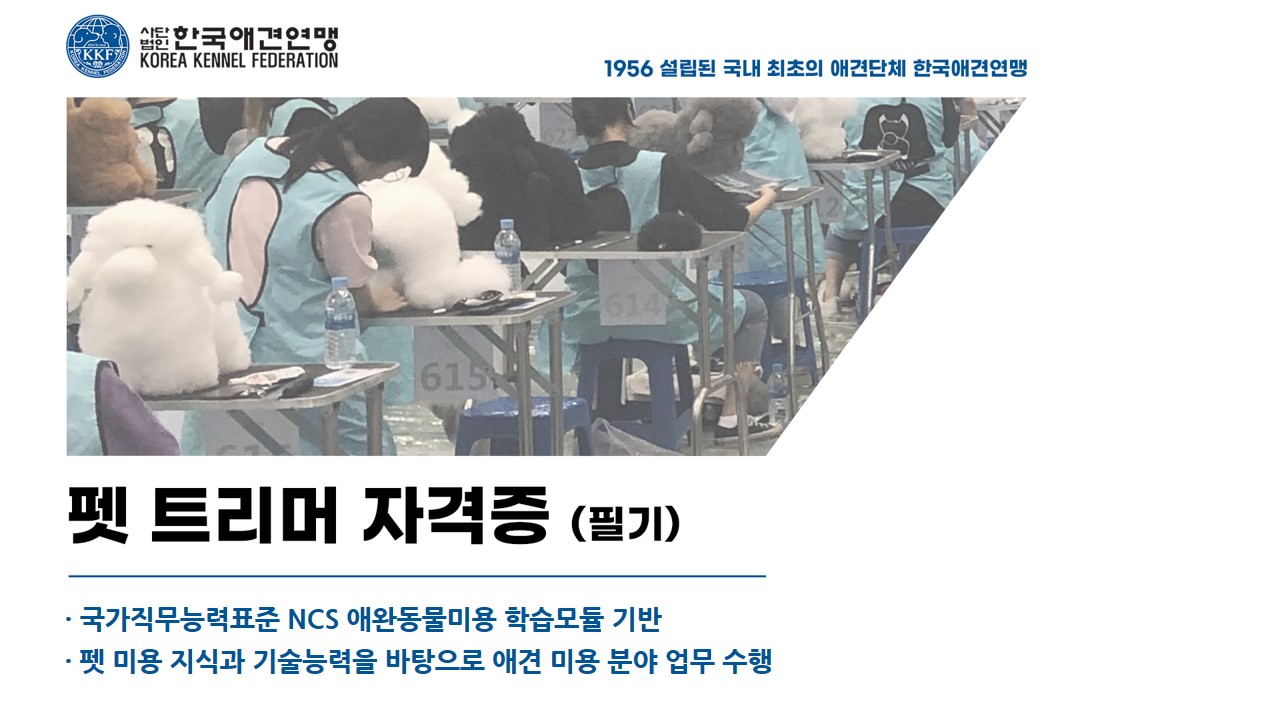 사단
법인 한국애견연맹
KOREA KENNEL FEDERATION
KKF
1956 설립된 국내 최초의 애견단체 한국애견연맹
627
614
615
펫 트리머 자격증 (필기)
· 국가직무능력표준 NCS 애완동물미용 학습모듈 기반
· 펫 미용 지식과 기술능력을 바탕으로 애견 미용 분야 업무 수행